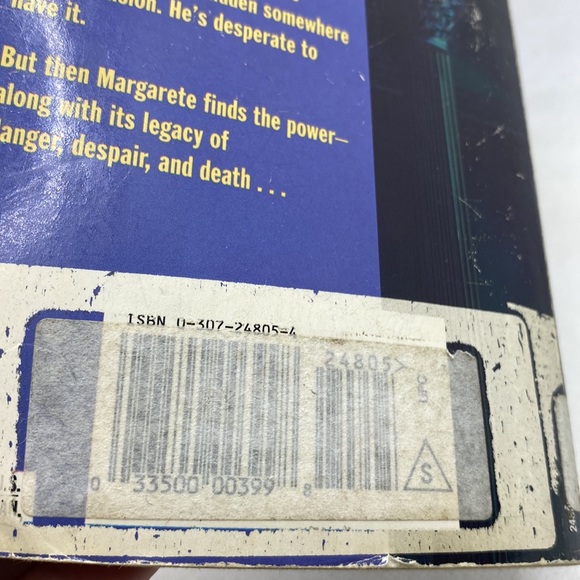 hidden somewhere
have it. He's desperate to
But then Margarete finds the power—
along with its legacy of
danger, despair, and death . . .
ISBN 0-307-24805-4
24805>
0 33500 00399 8
S